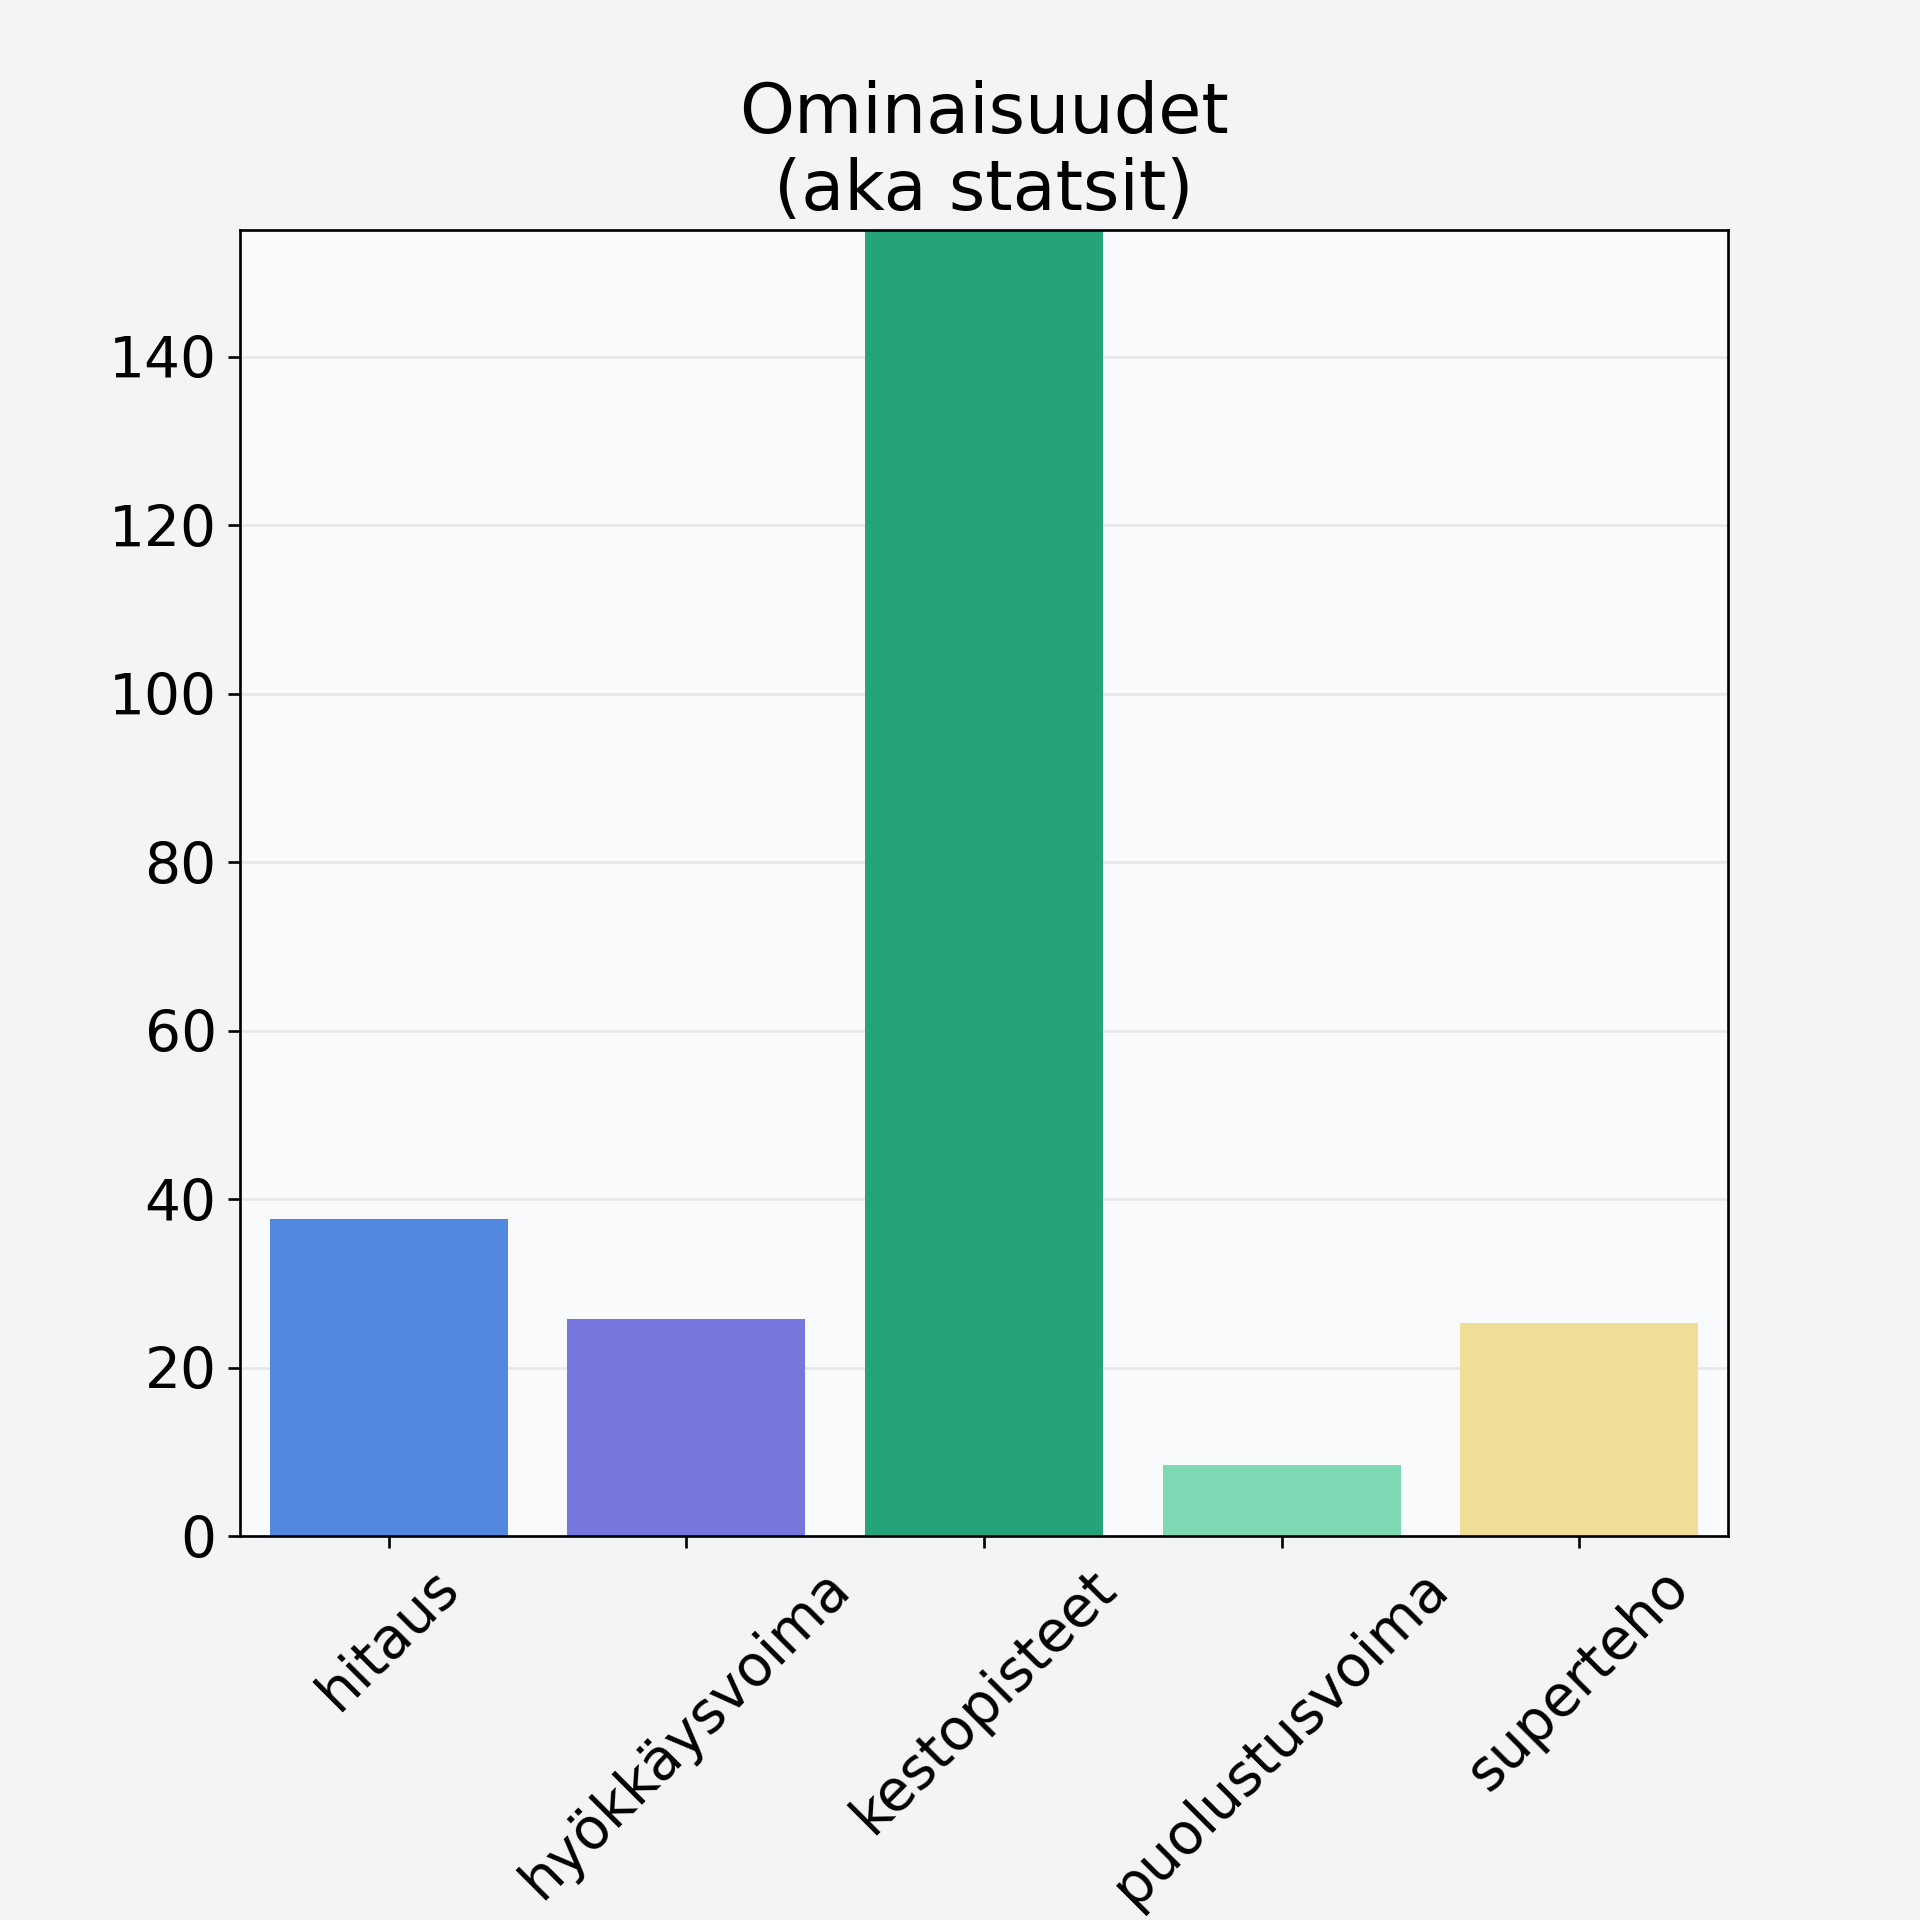 Ominaisuudet
(aka statsit)
140
120
100
80
60
40
20
0
hitaus
hyökkäysvoima
kestopisteet
puolustusvoima
superteho